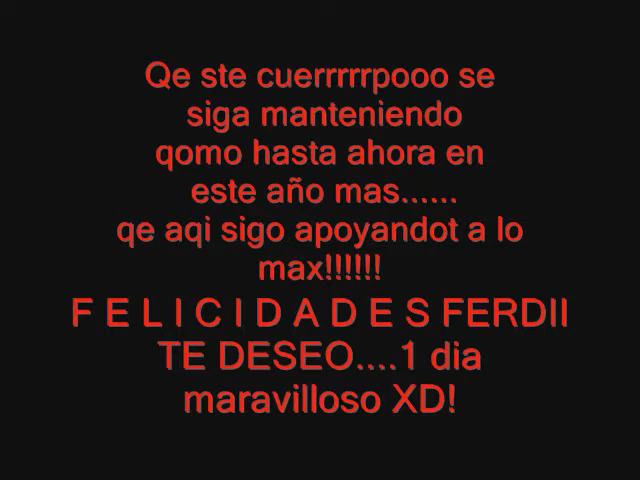 Qe ste cuerrrrrpooo se
siga manteniendo
qomo hasta ahora en
este año mas......
qe aqi sigo apoyandot a lo
max!!!!!!
F E L I C I D A D E S FERDII
TE DESEO....1 dia
maravilloso XD!